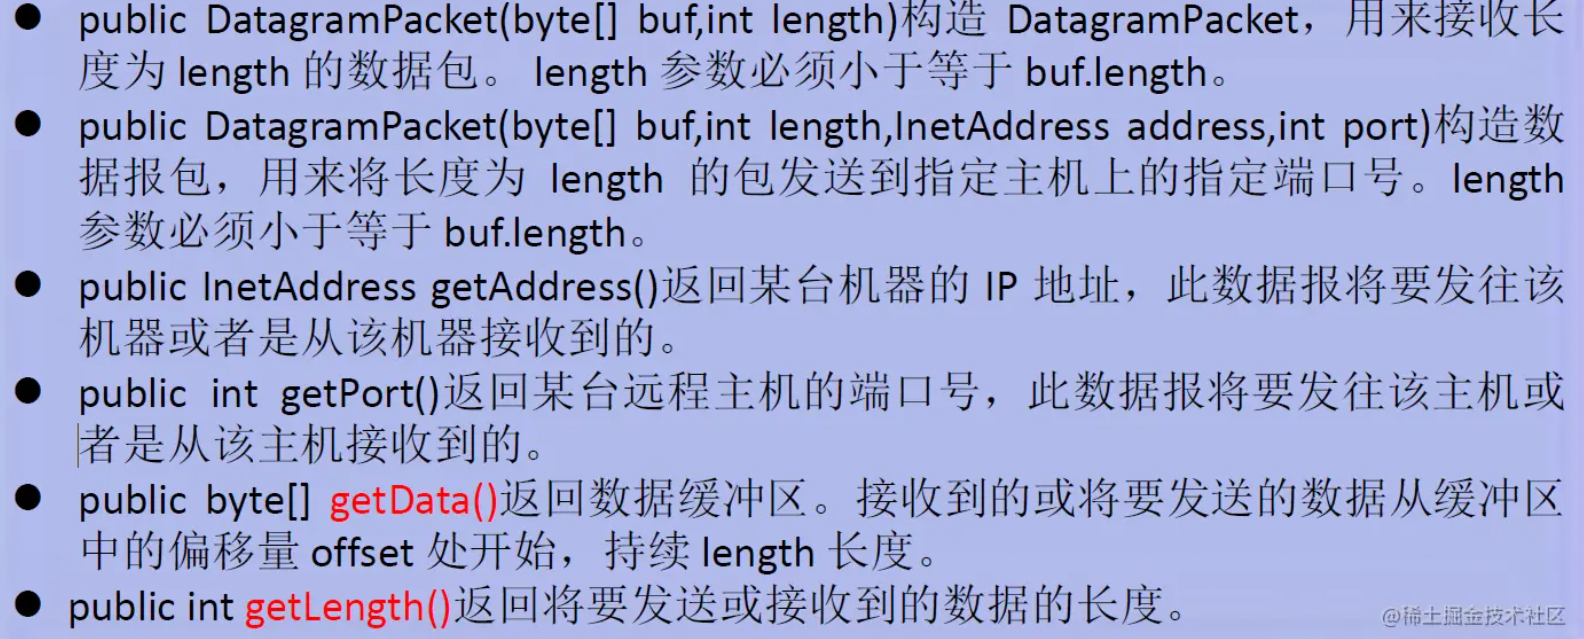 ● public DatagramPacket(byte[] buf,int length)构造 DatagramPacket，用来接收长
度为 length 的数据包。 length 参数必须小于等于 buf.length。
● public DatagramPacket(byte[] buf,int length,InetAddress address,int port)构造数
据报包，用来将长度为 length 的包发送到指定主机上的指定端口号。length
参数必须小于等于 buf.length。
● public InetAddress getAddress()返回某台机器的 IP 地址，此数据报将要发往该
机器或者是从该机器接收到的。
● public int getPort()返回某台远程主机的端口号，此数据报将要发往该主机或
者是从该主机接收到的。
● public byte[] getData()返回数据缓冲区。接收到的或将要发送的数据从缓冲区
中的偏移量 offset 处开始，持续 length 长度。
● public int getLength()返回将要发送或接收到的数据的长度。
@稀土掘金技术社区